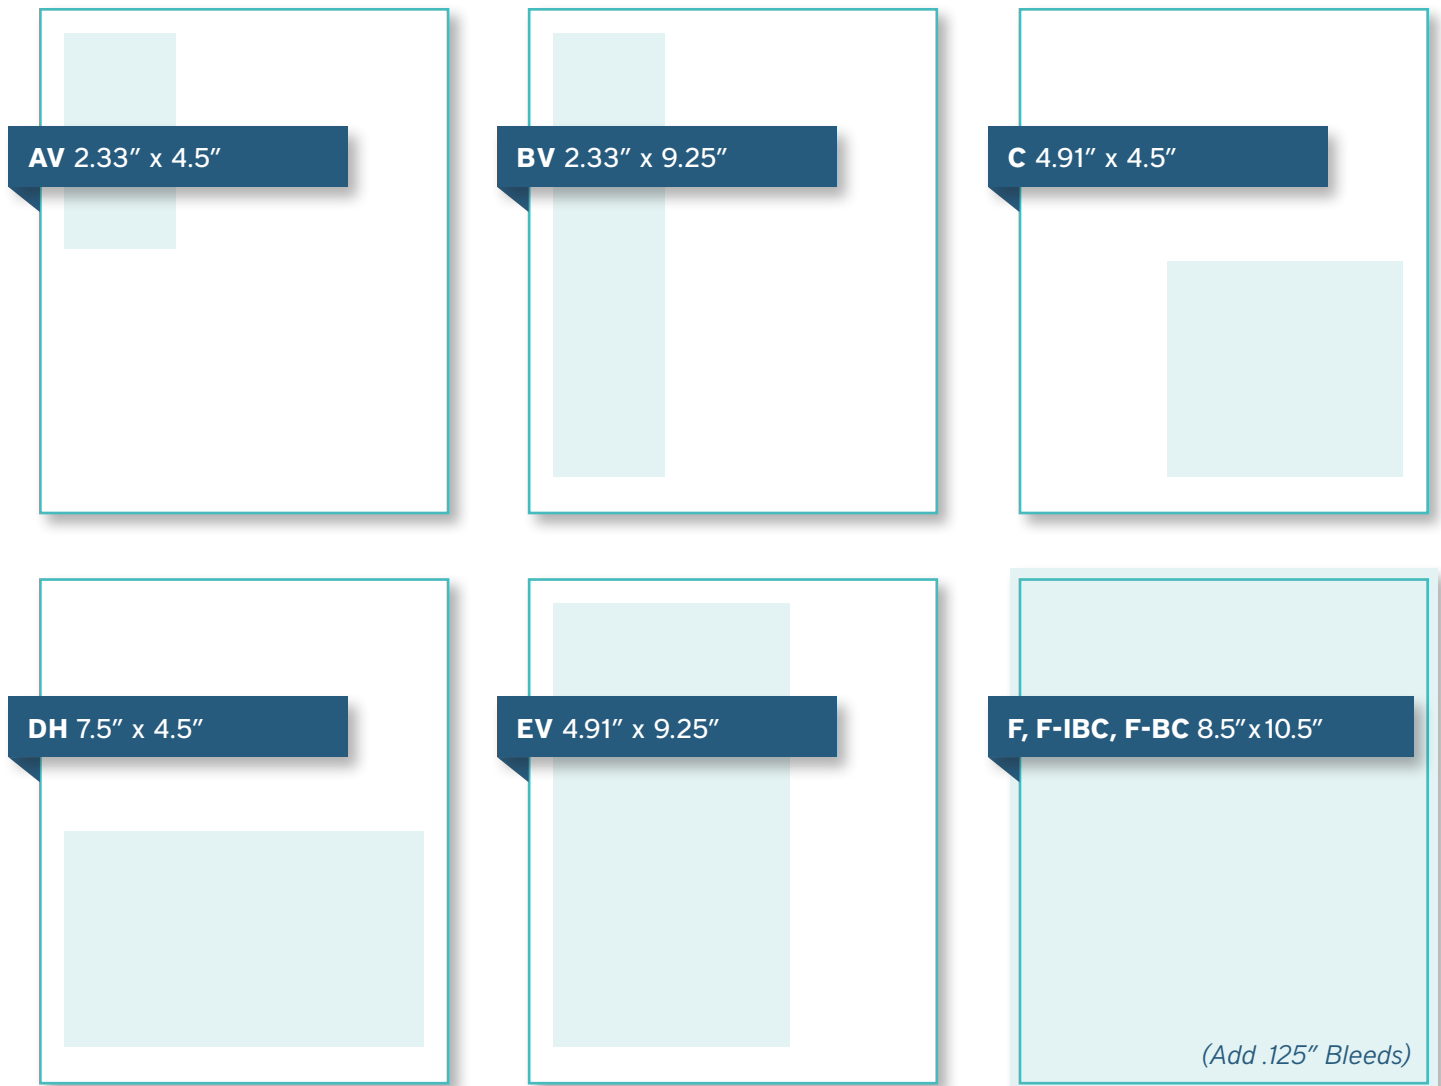 AV 2.33″ x 4.5″
BV 2.33″ x 9.25″
C 4.91″ x 4.5″
DH 7.5″ x 4.5″
EV 4.91″ x 9.25″
F, F-IBC, F-BC 8.5″x10.5″
(Add .125″ Bleeds)